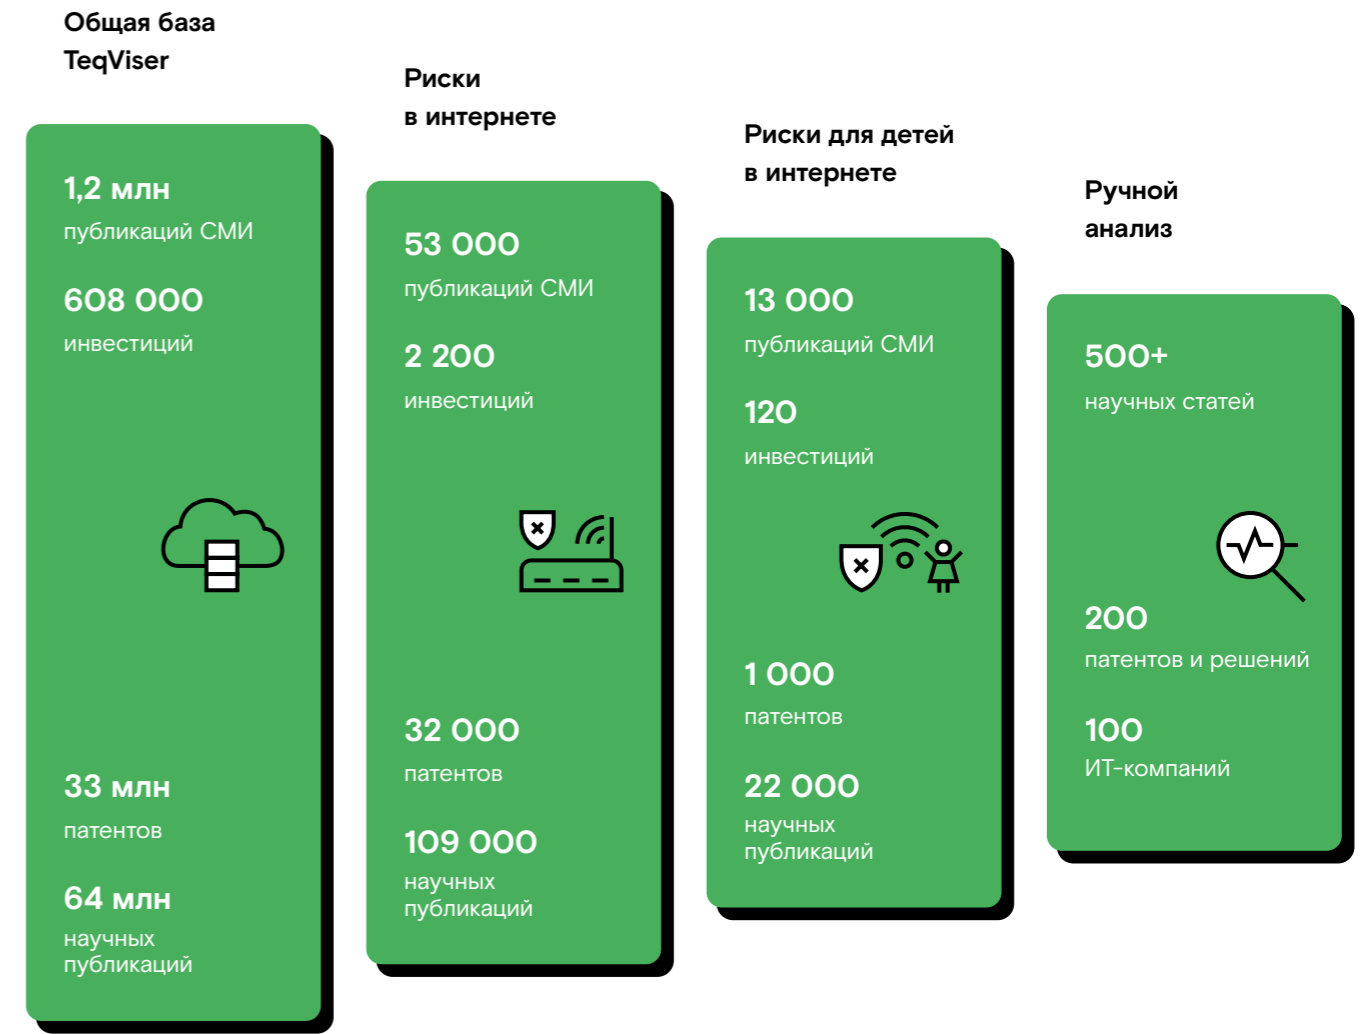 Общая база
TeqViser
1,2 млн
публикаций СМИ
608 000
инвестиций
33 млн
патентов
64 млн
научных
публикаций
Риски
в интернете
53 000
публикаций СМИ
2 200
инвестиций
32 000
патентов
109 000
научных
публикаций
Риски для детей
в интернете
13 000
публикаций СМИ
120
инвестиций
1 000
патентов
22 000
научных
публикаций
Ручной
анализ
500+
научных статей
200
патентов и решений
100
ИТ-компаний